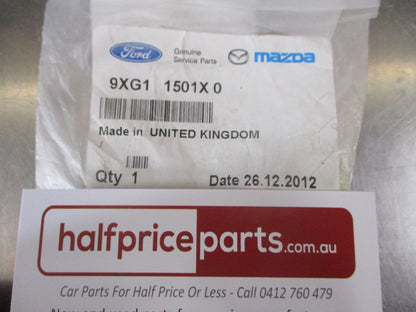 Ford Genuine Service Parts mazda
9XG1 1501X 0
Made in UNITED KINGDOM
Qty 1 Date 26.12.2012
halfpriceparts.com.au
Car Parts For Half Price Or Less - Call 0412 760 479